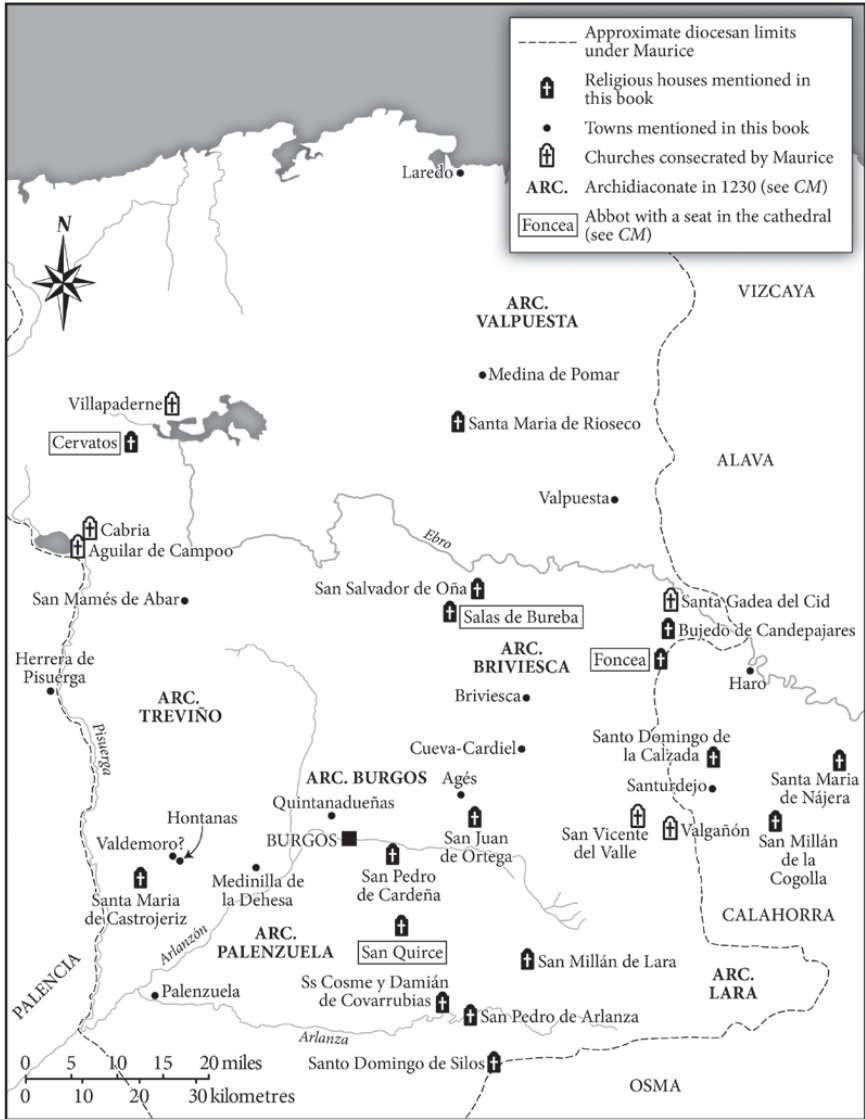 Approximate diocesan limits
under Maurice
Religious houses mentioned in
this book
Towns mentioned in this book
Churches consecrated by Maurice
ARC. Archidiaconate in 1230 (see CM)
Foncea Abbot with a seat in the cathedral
(see CM)
Laredo
N
ARC.
VALPUESTA
VIZCAYA
Medina de Pomar
Villapaderne
Santa Maria de Rioseco
Cervatos
ALAVA
Valpuesta
Cabria
Ebro
Aguilar de Campoo
San Salvador de Oña
San Mamés de Abar
Salas de Bureba
Santa Gadea del Cid
Bujedo de Candepajares
ARC.
BRIVIESCA
Foncea
Herrera de
Pisuerga
Haro
ARC.
TREVIÑO
Briviesca
Pisuerga
Cueva-Cardiel
Santo Domingo de
la Calzada
ARC. BURGOS
Agés
Santurdejo
Santa Maria
de Nájera
Quintanadueñas
Hontanas
Valdemoro?
BURGOS
San Juan
de Ortega
San Vicente
del Valle
Valgañón
San Millán
de la
Cogolla
San Pedro
de Cardeña
Medinilla de
la Dehesa
Santa Maria
de Castrojeriz
CALAHORRA
ARC.
PALENZUELA
Arlanzón
San Quirce
San Millán de Lara
ARC.
LARA
PALENCIA
Palenzuela
Ss Cosme y Damián
de Covarrubias
San Pedro de Arlanza
Arlanza
Santo Domingo de Silos
OSMA
0 5 10 15 20 miles
0 10 20 30 kilometres